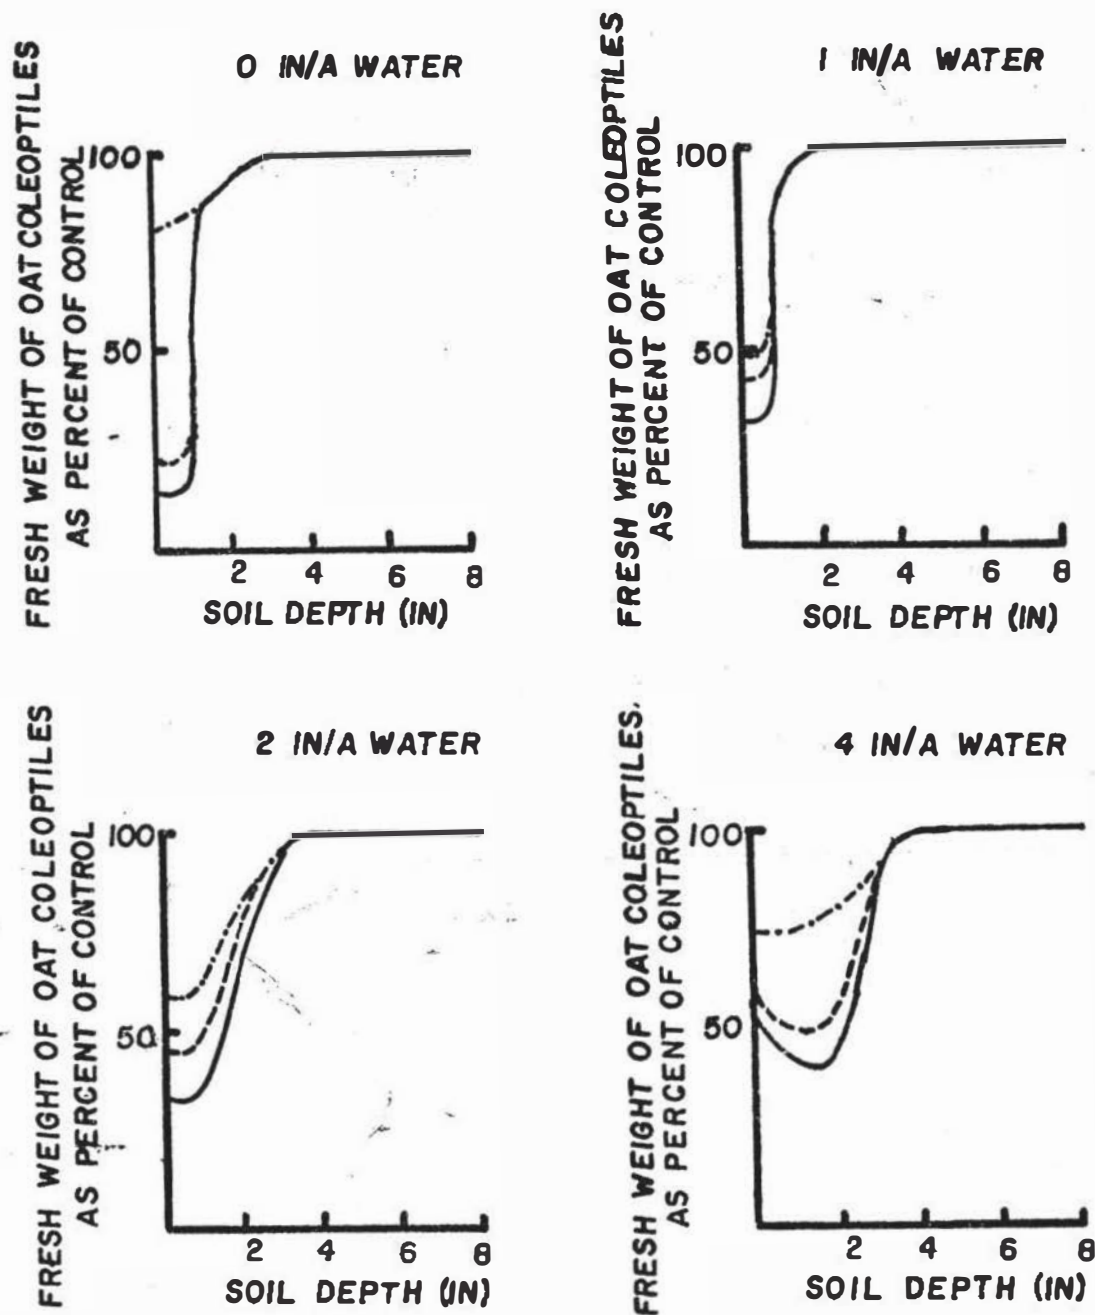 0 IN/A WATER
FRESH WEIGHT OF OAT COLEOPTILES
AS PERCENT OF CONTROL
100
50
2 4 6 8
SOIL DEPTH (IN)
1 IN/A WATER
FRESH WEIGHT OF OAT COLEOPTILES
AS PERCENT OF CONTROL
100
50
2 4 6 8
SOIL DEPTH (IN)
2 IN/A WATER
FRESH WEIGHT OF OAT COLEOPTILES
AS PERCENT OF CONTROL
100
50
2 4 6 8
SOIL DEPTH (IN)
4 IN/A WATER
FRESH WEIGHT OF OAT COLEOPTILES.
AS PERCENT OF CONTROL
100
50
2 4 6 8
SOIL DEPTH (IN)